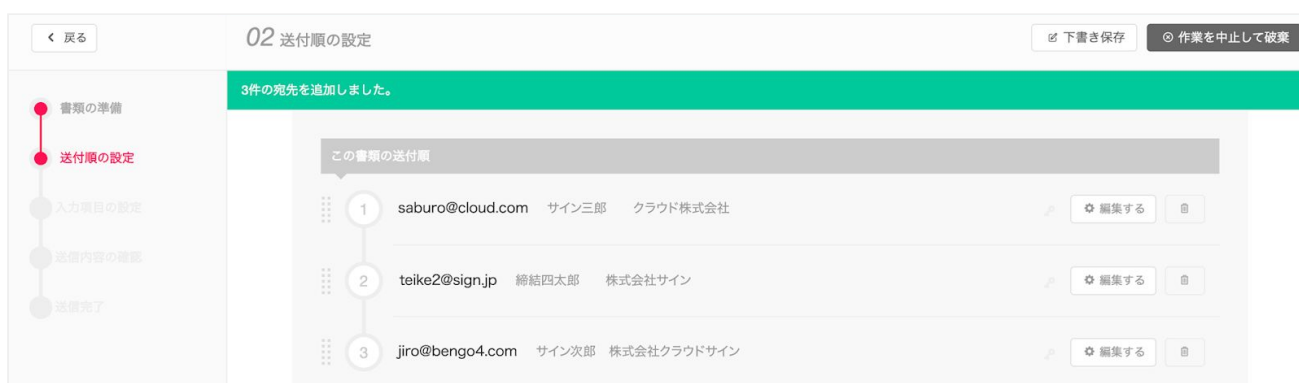 戻る
02 送付順の設定
下書き保存
作業を中止して破棄
3件の宛先を追加しました。
書類の準備
送付順の設定
入力項目の設定
送信内容の確認
送信完了
この書類の送付順
1 saburo@cloud.com サイン三郎 クラウド株式会社 編集する
2 teike2@sign.jp 締結四太郎 株式会社サイン 編集する
3 jiro@bengo4.com サイン次郎 株式会社クラウドサイン 編集する